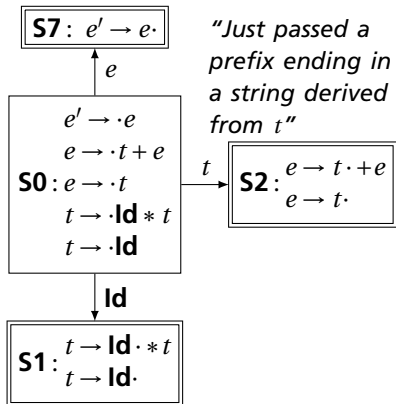 S7: e′ → e·
"Just passed a
prefix ending in
a string derived
from t"
e
e′ → ·e
e → ·t + e
S0: e → ·t
t → ·Id ∗ t
t → ·Id
t
S2: e → t · +e
e → t·
Id
S1: t → Id · ∗ t
t → Id·